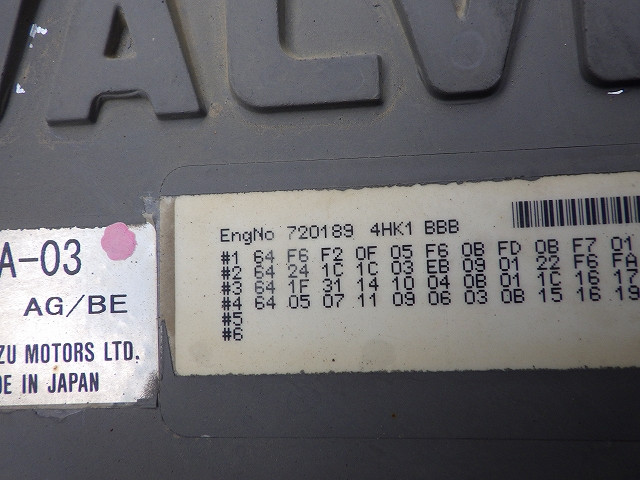 VALV
EngNo 720189 4HK1 BBB
#1 64 F6 F2 0F 05 F6 0B FD 0B F7 01
#2 64 24 1C 1C 03 EB 09 01 22 F6 FA
#3 64 1F 31 14 10 04 0B 01 1C 16 17
#4 64 05 07 11 09 06 03 0B 15 16 19
#5
#6
A-03
AG/BE
ZU MOTORS LTD.
DE IN JAPAN